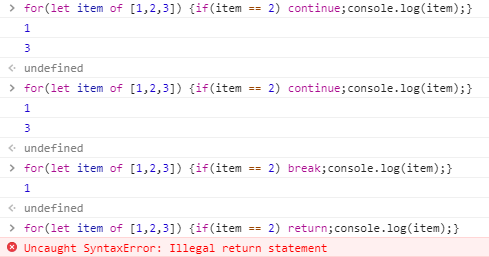 > for(let item of [1,2,3]) {if(item == 2) continue;console.log(item);}
1
3
undefined
> for(let item of [1,2,3]) {if(item == 2) continue;console.log(item);}
1
3
undefined
> for(let item of [1,2,3]) {if(item == 2) break;console.log(item);}
1
undefined
> for(let item of [1,2,3]) {if(item == 2) return;console.log(item);}
Uncaught SyntaxError: Illegal return statement